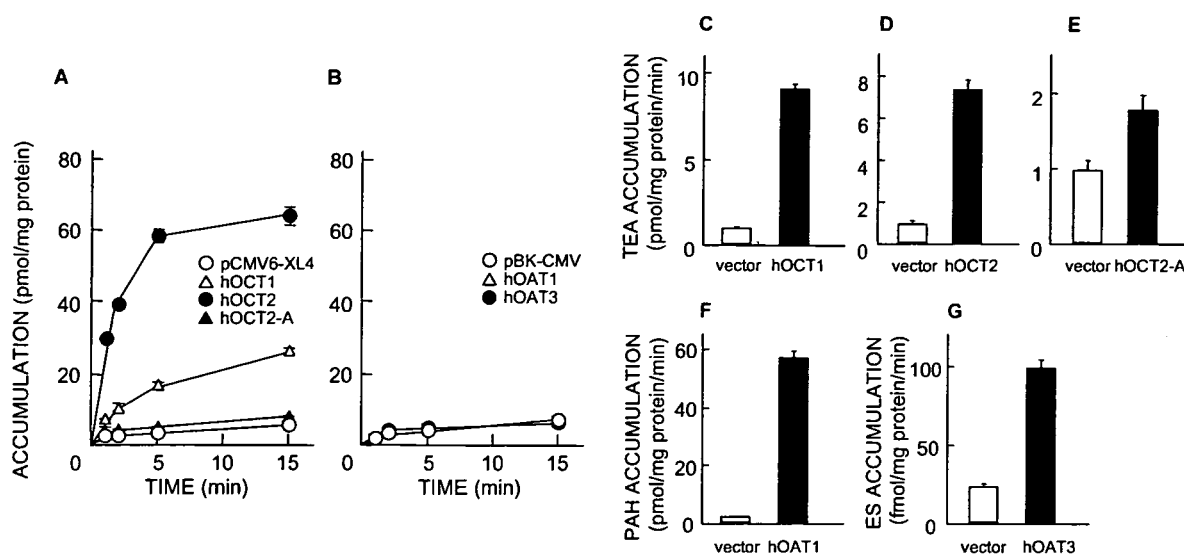 A
ACCUMULATION (pmol/mg protein)
80
60
40
20
0
5
10
15
TIME (min)
pCMV6-XL4
hOCT1
hOCT2
hOCT2-A
B
80
60
40
20
0
5
10
15
TIME (min)
pBK-CMV
hOAT1
hOAT3
C
TEA ACCUMULATION
(pmol/mg protein/min)
10
5
0
vector hOCT1
D
8
6
4
2
0
vector hOCT2
E
2
1
0
vector hOCT2-A
F
PAH ACCUMULATION
(pmol/mg protein/min)
60
40
20
0
vector hOAT1
G
ES ACCUMULATION
(fmol/mg protein/min)
100
50
0
vector hOAT3